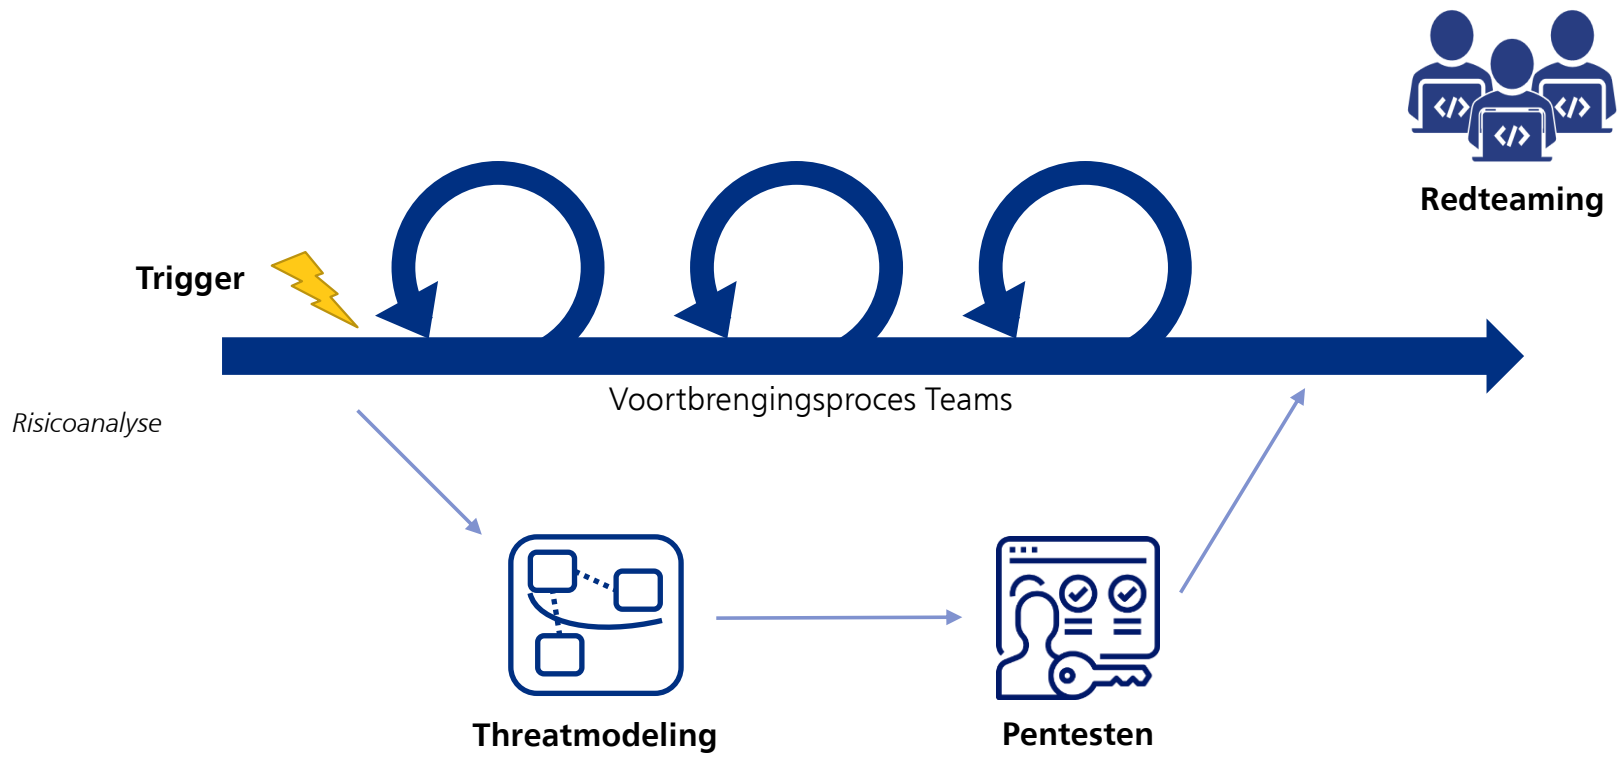 </>
</>
</>
Redteaming
Trigger
Voortbrengingsproces Teams
Risicoanalyse
Threatmodeling
Pentesten